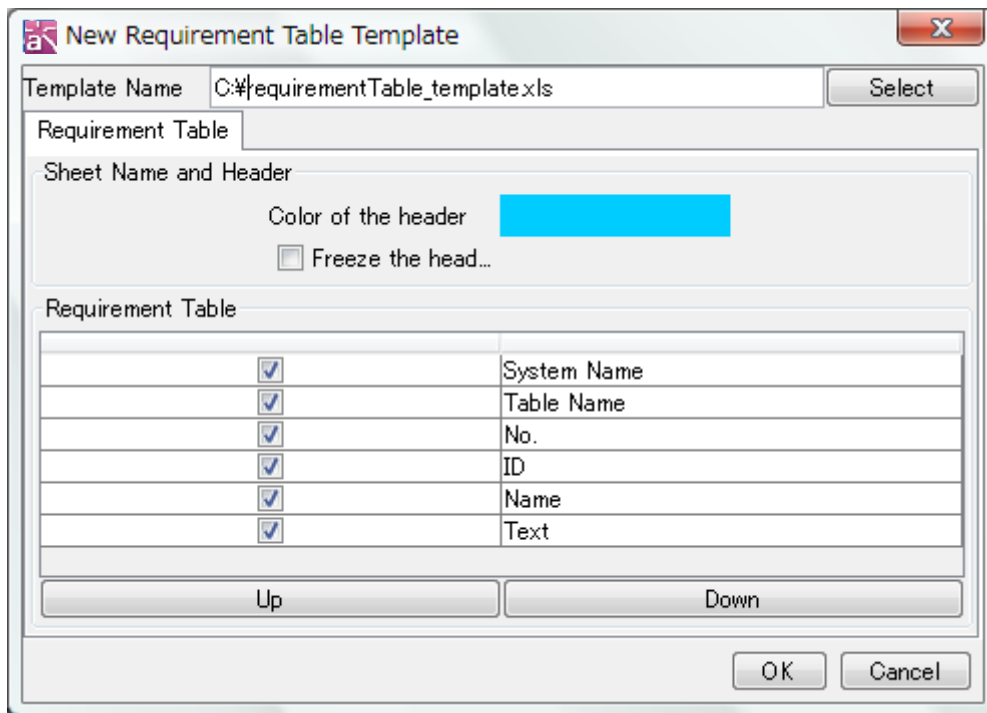 New Requirement Table Template
Template Name C:¥requirementTable_template.xls Select
Requirement Table
Sheet Name and Header
Color of the header
Freeze the head...
Requirement Table
System Name
Table Name
No.
ID
Name
Text
Up Down
OK Cancel